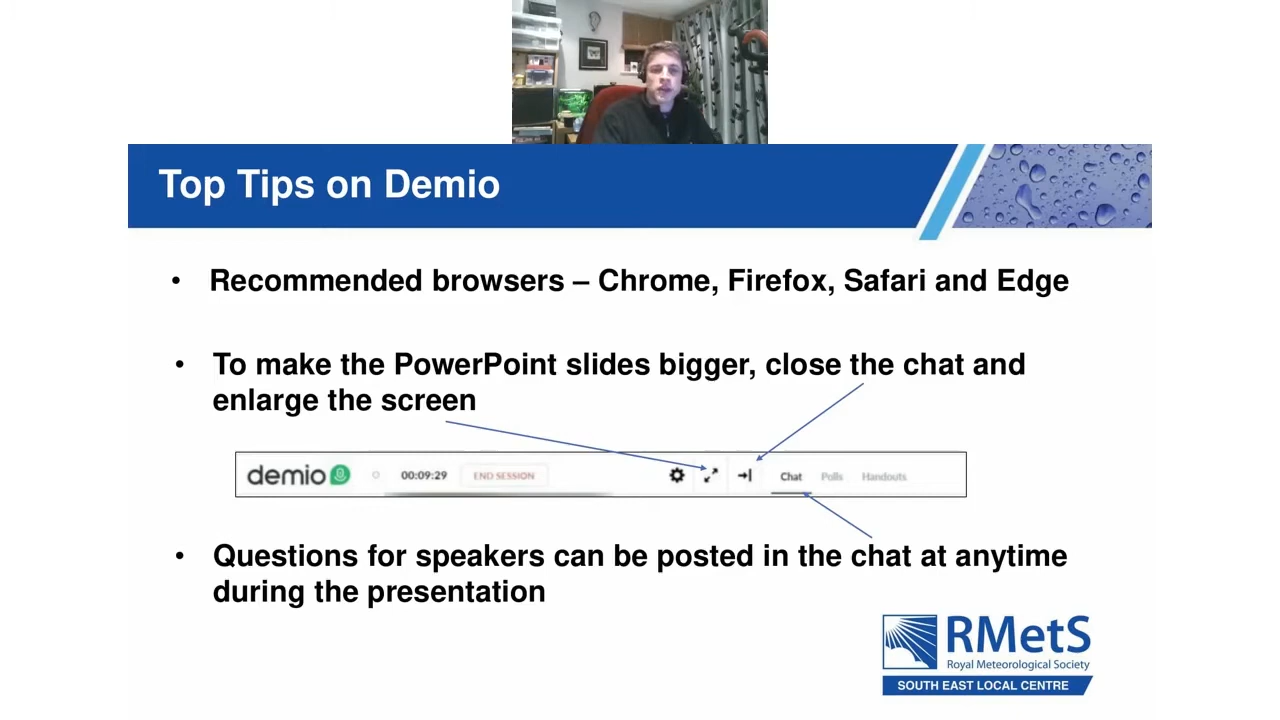 Top Tips on Demio
• Recommended browsers – Chrome, Firefox, Safari and Edge
• To make the PowerPoint slides bigger, close the chat and
enlarge the screen
demio 00:09:29 END SESSION Chat Polls Handouts
• Questions for speakers can be posted in the chat at anytime
during the presentation
RMetS
Royal Meteorological Society
SOUTH EAST LOCAL CENTRE